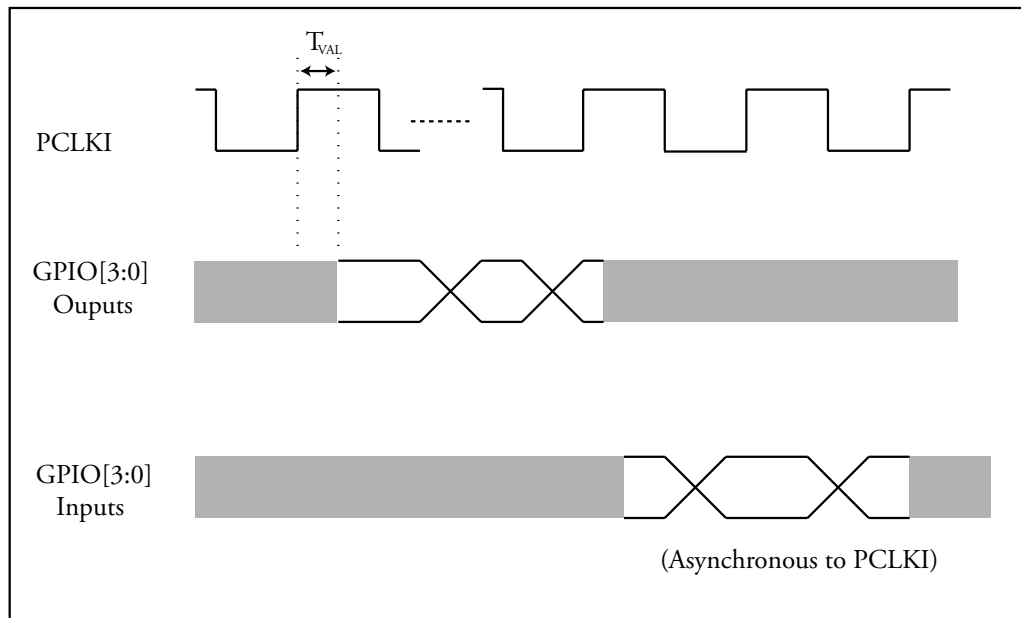 TVAL
PCLKI
GPIO[3:0]
Ouputs
GPIO[3:0]
Inputs
(Asynchronous to PCLKI)